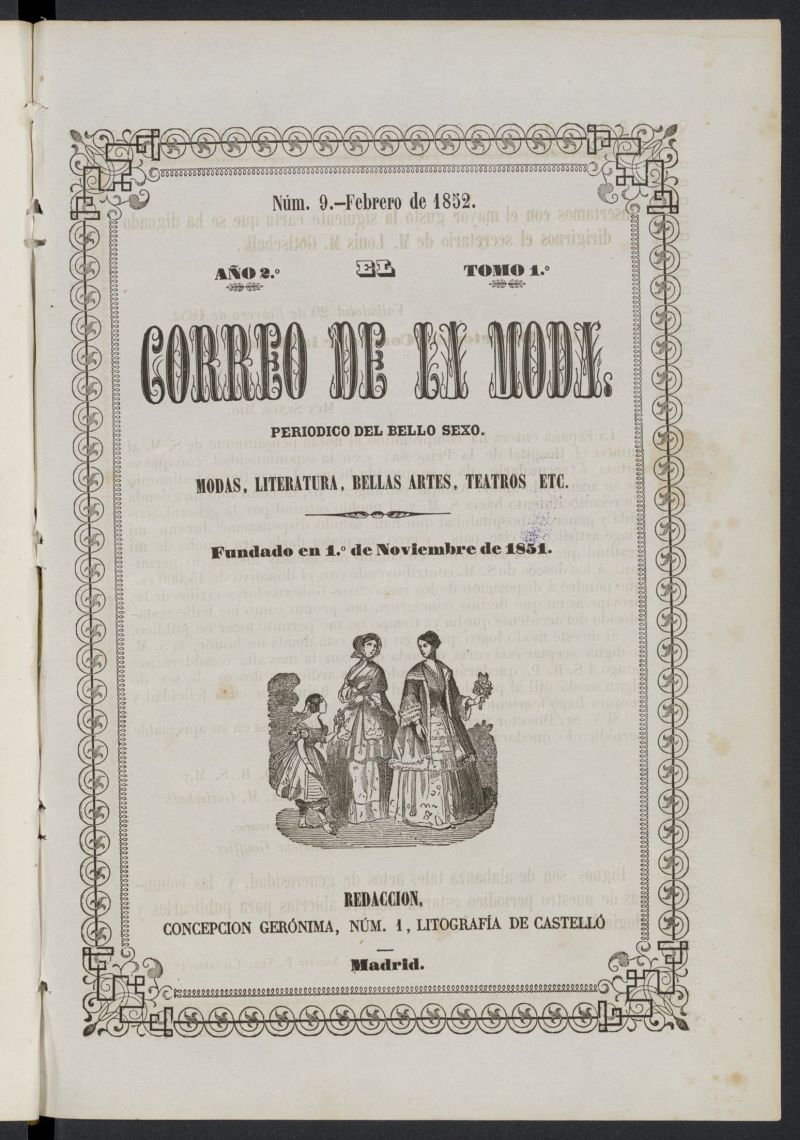 Núm. 9.—Febrero de 1852.
AÑO 2.º EL TOMO 1.º
CORREO DE LA MODA.
PERIODICO DEL BELLO SEXO.
MODAS, LITERATURA, BELLAS ARTES, TEATROS ETC.
Fundado en 1.º de Noviembre de 1851.
REDACCION,
CONCEPCION GERÓNIMA, NÚM. 1, LITOGRAFÍA DE CASTELLÓ
Madrid.